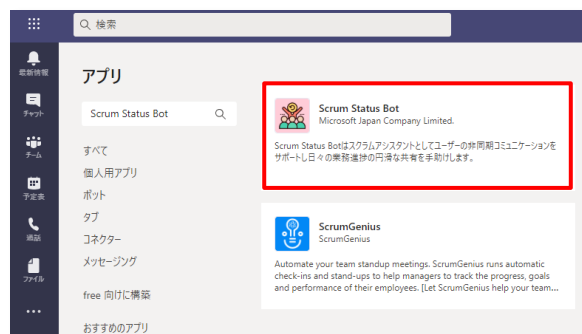 検索
最新情報
チャット
チーム
予定表
通話
ファイル
アプリ
Scrum Status Bot
すべて
個人用アプリ
ボット
タブ
コネクター
メッセージング
free 向けに構築
おすすめのアプリ
Scrum Status Bot
Microsoft Japan Company Limited.
Scrum Status Botはスクラムアシスタントとしてユーザーの非同期コミュニケーションを
サポートし日々の業務進捗の円滑な共有を手助けします。
ScrumGenius
ScrumGenius
Automate your team standup meetings. ScrumGenius runs automatic
check-ins and stand-ups to help managers to track the progress, goals
and performance of their employees. [Let ScrumGenius help your team...